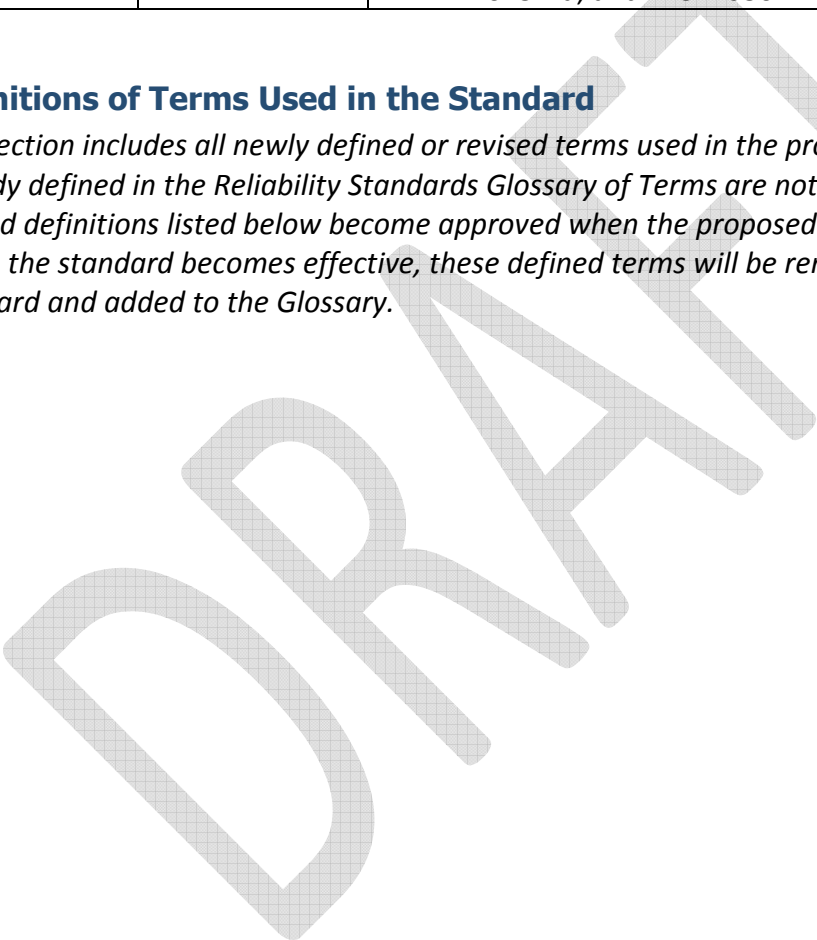 nitions of Terms Used in the Standard
ection includes all newly defined or revised terms used in the pro
dy defined in the Reliability Standards Glossary of Terms are not
d definitions listed below become approved when the proposed
the standard becomes effective, these defined terms will be rer
ard and added to the Glossary.
DRAFT